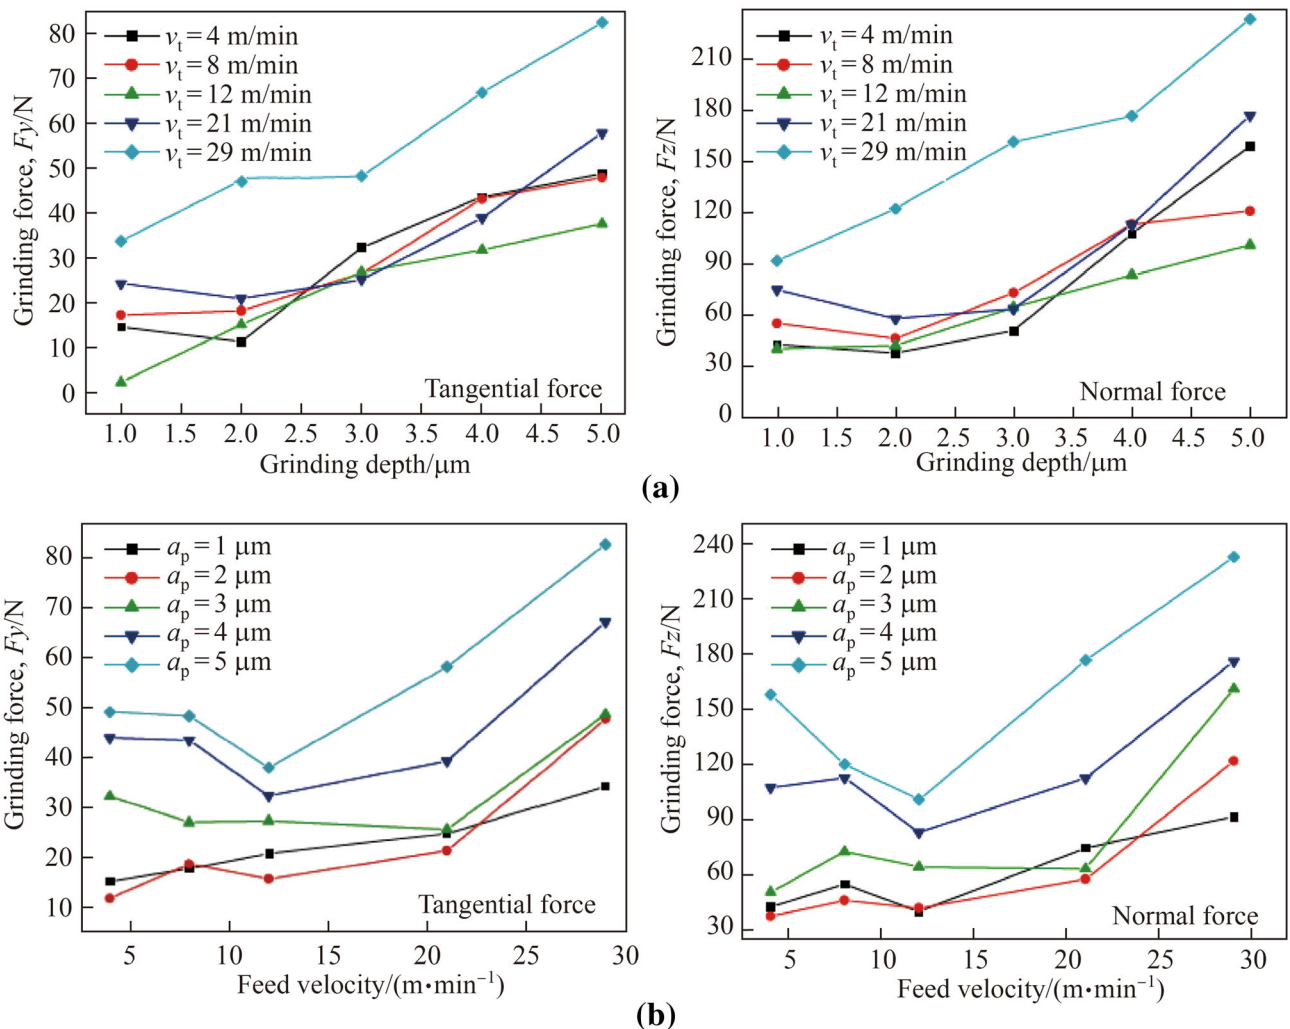 80
70
60
50
40
30
20
10
0
Grinding force, Fy/N
vt = 4 m/min
vt = 8 m/min
vt = 12 m/min
vt = 21 m/min
vt = 29 m/min
Tangential force
1.0 1.5 2.0 2.5 3.0 3.5 4.0 4.5 5.0
Grinding depth/μm
210
180
150
120
90
60
30
0
Grinding force, Fz/N
vt = 4 m/min
vt = 8 m/min
vt = 12 m/min
vt = 21 m/min
vt = 29 m/min
Normal force
1.0 1.5 2.0 2.5 3.0 3.5 4.0 4.5 5.0
Grinding depth/μm
(a)
80
70
60
50
40
30
20
10
Grinding force, Fy/N
ap = 1 μm
ap = 2 μm
ap = 3 μm
ap = 4 μm
ap = 5 μm
Tangential force
5 10 15 20 25 30
Feed velocity/(m·min⁻¹)
240
210
180
150
120
90
60
30
Grinding force, Fz/N
ap = 1 μm
ap = 2 μm
ap = 3 μm
ap = 4 μm
ap = 5 μm
Normal force
5 10 15 20 25 30
Feed velocity/(m·min⁻¹)
(b)